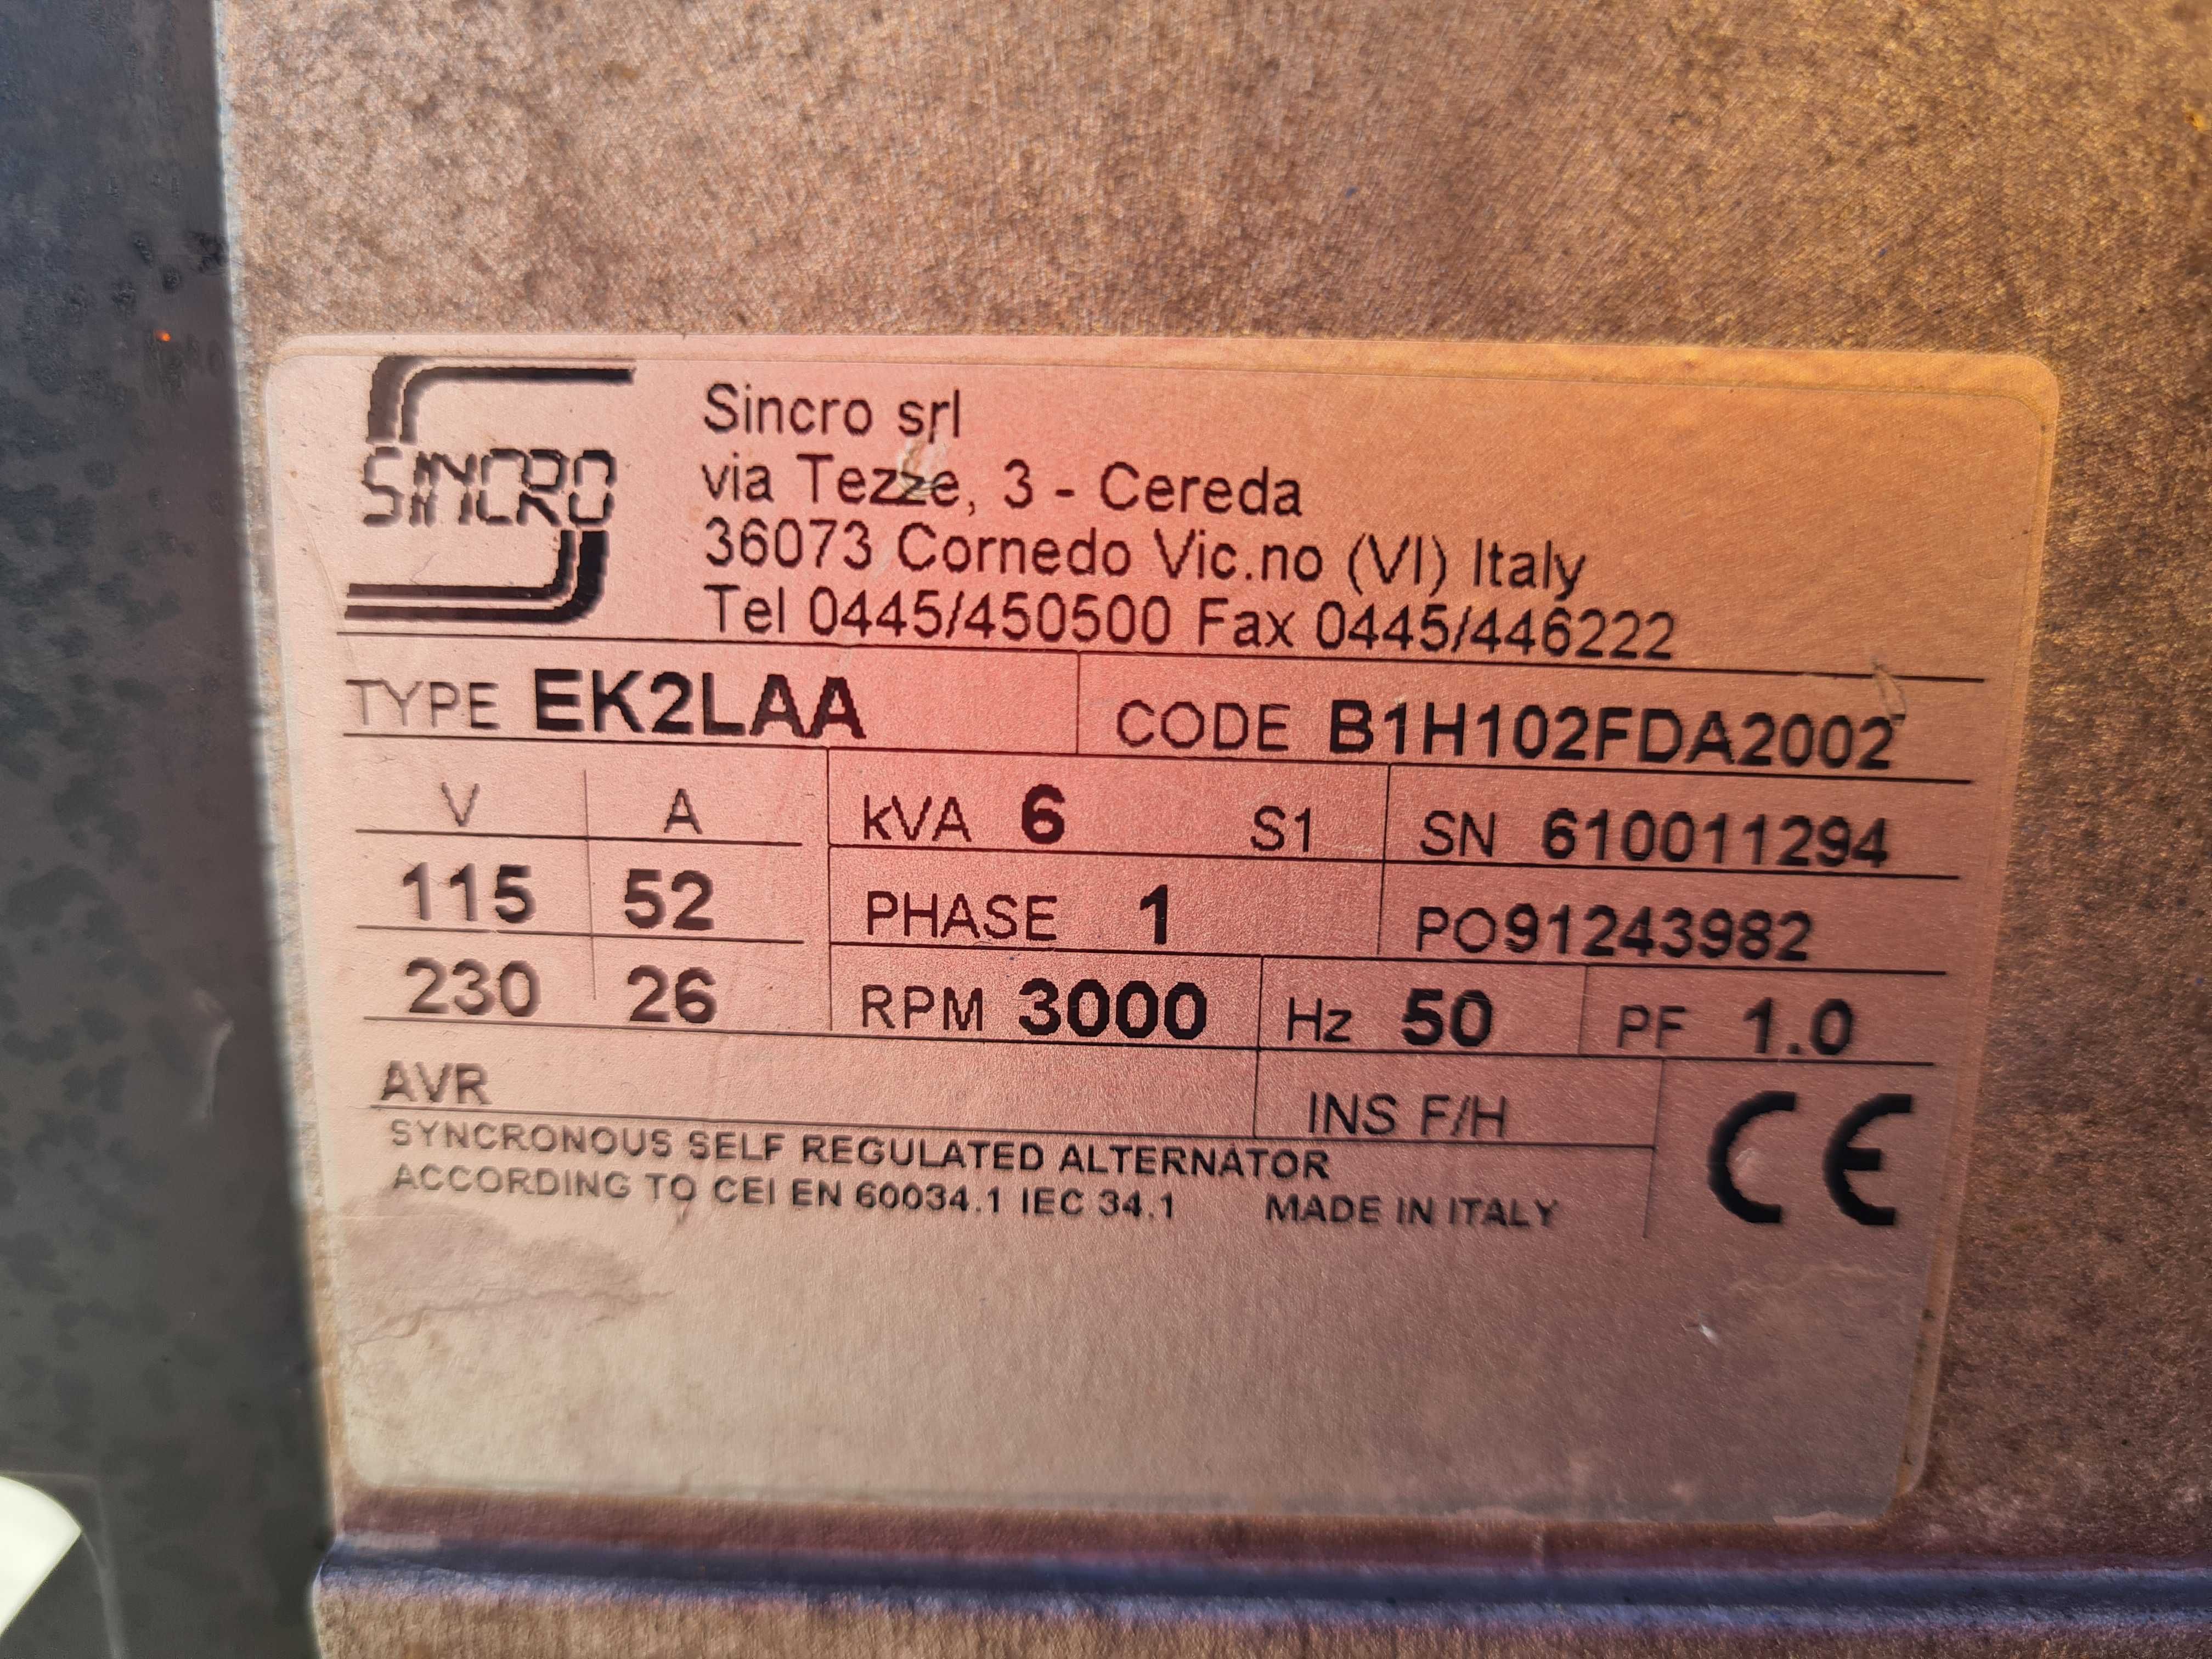 SINCRO
Sincro srl
via Tezze, 3 - Cereda
36073 Cornedo Vic.no (VI) Italy
Tel 0445/450500 Fax 0445/446222
TYPE EK2LAA CODE B1H102FDA2002
V A kVA 6 S1 SN 610011294
115 52 PHASE 1 PO91243982
230 26 RPM 3000 Hz 50 PF 1.0
AVR INS F/H CE
SYNCRONOUS SELF REGULATED ALTERNATOR
ACCORDING TO CEI EN 60034.1 IEC 34.1 MADE IN ITALY